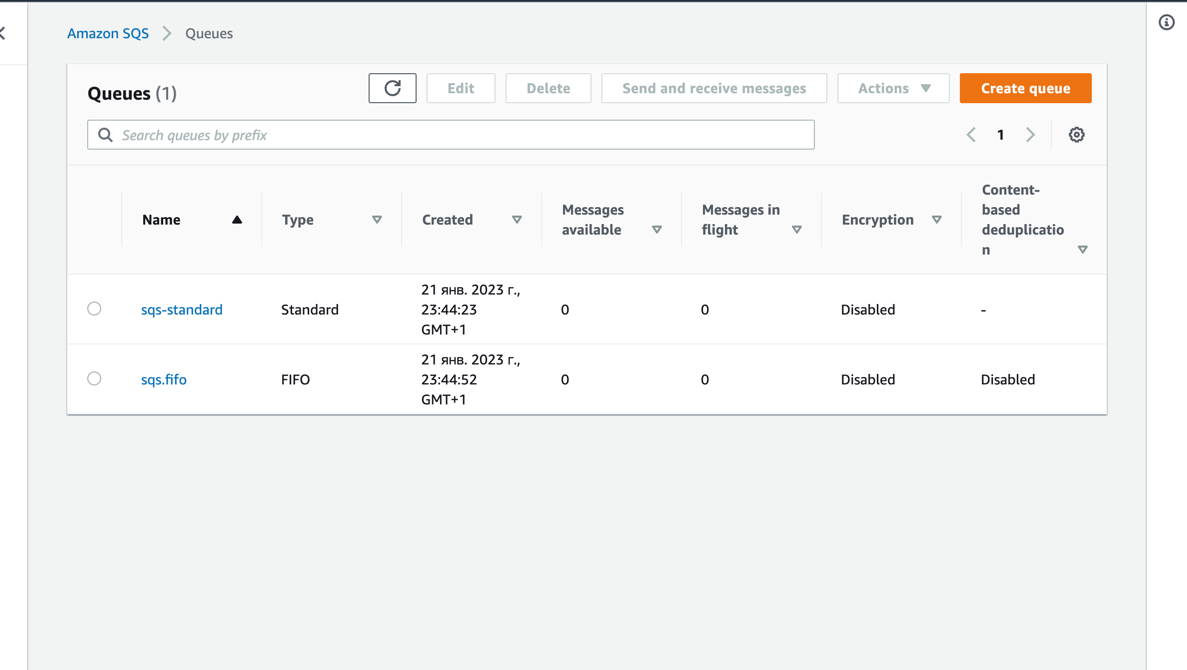 Amazon SQS > Queues
Queues (1)
Edit
Delete
Send and receive messages
Actions
Create queue
Search queues by prefix
1
Name
Type
Created
Messages
available
Messages in
flight
Encryption
Content-
based
deduplicatio
n
sqs-standard
Standard
21 янв. 2023 г.,
23:44:23
GMT+1
0
0
Disabled
-
sqs.fifo
FIFO
21 янв. 2023 г.,
23:44:52
GMT+1
0
0
Disabled
Disabled